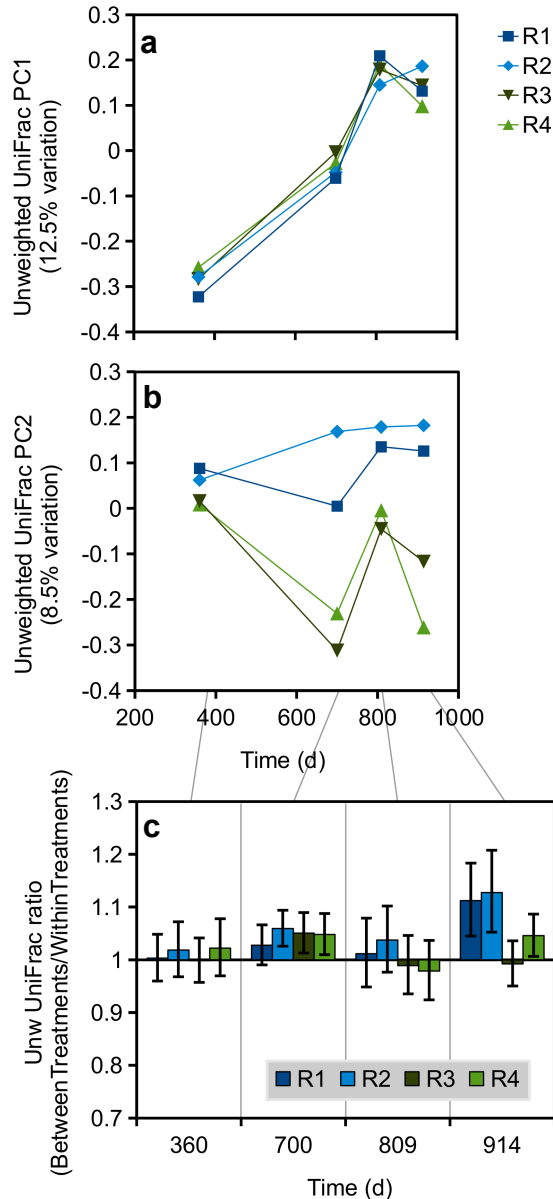 a
R1
R2
R3
R4
Unweighted UniFrac PC1
(12.5% variation)
0.3
0.2
0.1
0
-0.1
-0.2
-0.3
-0.4
b
Unweighted UniFrac PC2
(8.5% variation)
0.3
0.2
0.1
0
-0.1
-0.2
-0.3
-0.4
200 400 600 800 1000
Time (d)
c
Unw UniFrac ratio
(BetweenTreatments/WithinTreatments)
1.3
1.2
1.1
1
0.9
0.8
0.7
R1 R2 R3 R4
360 700 809 914
Time (d)